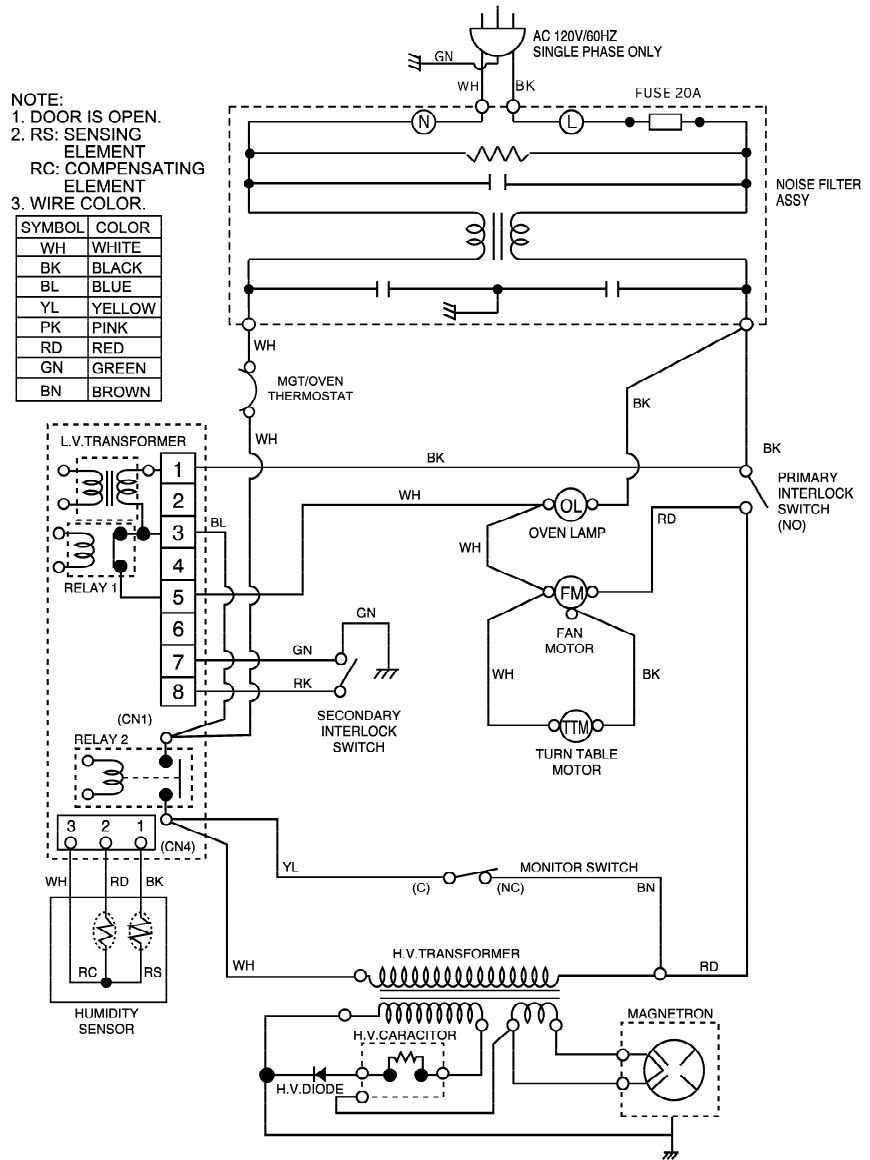 AC 120V/60HZ
SINGLE PHASE ONLY
GN
WH
BK
FUSE 20A
NOTE:
1. DOOR IS OPEN.
2. RS: SENSING
ELEMENT
RC: COMPENSATING
ELEMENT
3. WIRE COLOR.
SYMBOL COLOR
WH WHITE
BK BLACK
BL BLUE
YL YELLOW
PK PINK
RD RED
GN GREEN
BN BROWN
N
L
NOISE FILTER
ASSY
WH
MGT/OVEN
THERMOSTAT
WH
BK
BK
L.V.TRANSFORMER
1
2
3
4
5
6
7
8
BK
WH
BL
RELAY 1
OL
OVEN LAMP
RD
PRIMARY
INTERLOCK
SWITCH
(NO)
WH
FM
FAN
MOTOR
GN
GN
RK
SECONDARY
INTERLOCK
SWITCH
WH
BK
TTM
TURN TABLE
MOTOR
(CN1)
RELAY 2
3 2 1
(CN4)
WH
RD
BK
RC
RS
HUMIDITY
SENSOR
YL
(C)
(NC)
MONITOR SWITCH
BN
WH
H.V.TRANSFORMER
RD
H.V.CARACITOR
H.V.DIODE
MAGNETRON